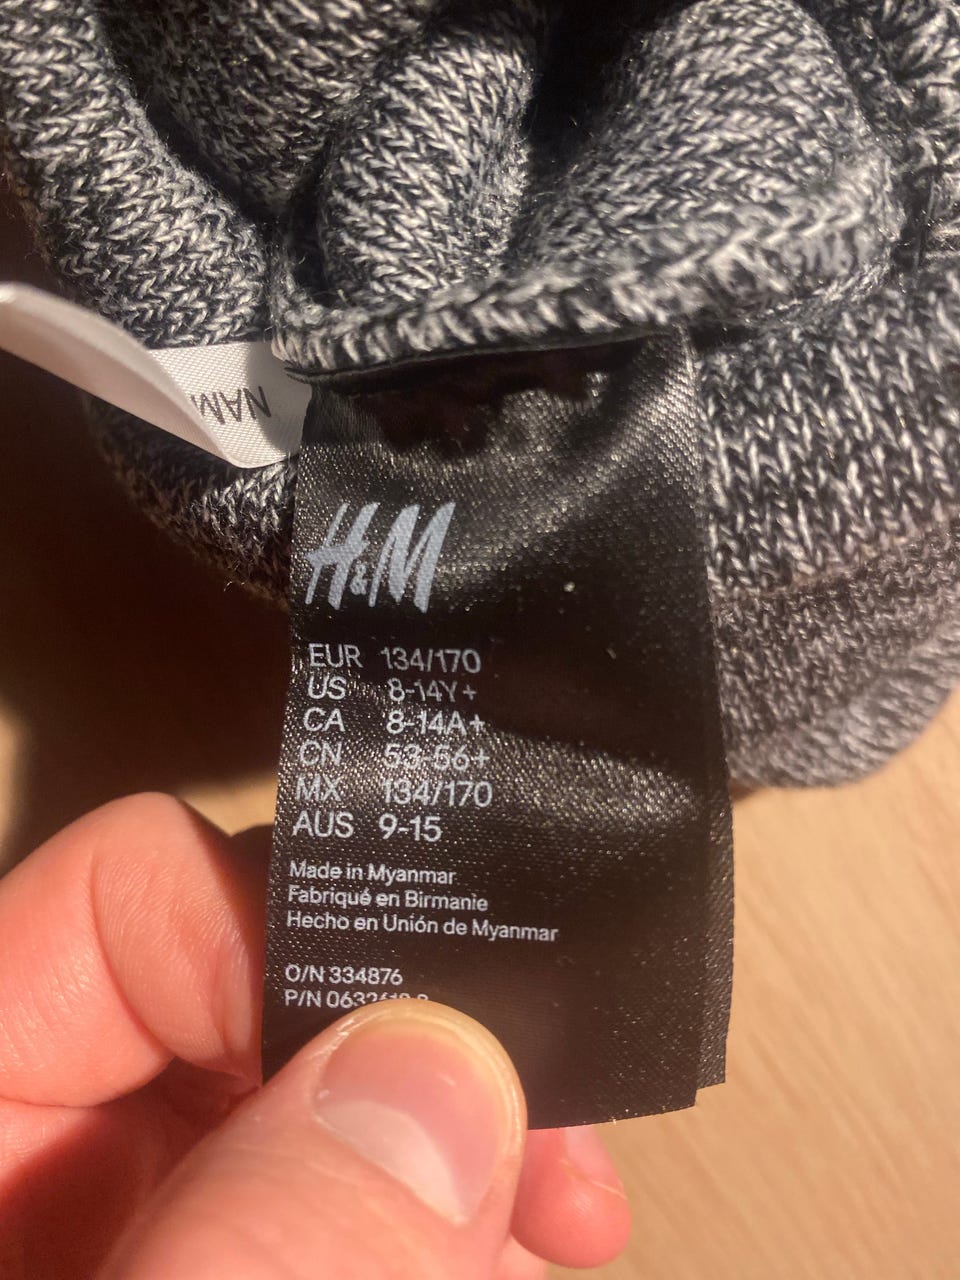 NAM
H&M
EUR 134/170
US 8-14Y+
CA 8-14A+
CN 53-56+
MX 134/170
AUS 9-15
Made in Myanmar
Fabriqué en Birmanie
Hecho en Unión de Myanmar
O/N 334876
P/N